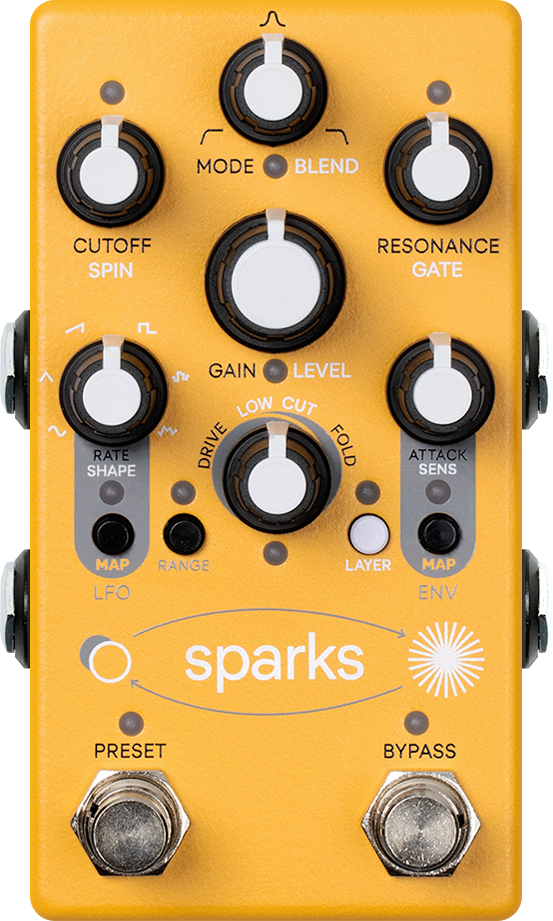 MODE BLEND
CUTOFF
SPIN
RESONANCE
GATE
GAIN LEVEL
DRIVE LOW CUT FOLD
RATE
SHAPE
ATTACK
SENS
MAP
RANGE
LAYER
MAP
LFO
ENV
sparks
PRESET
BYPASS